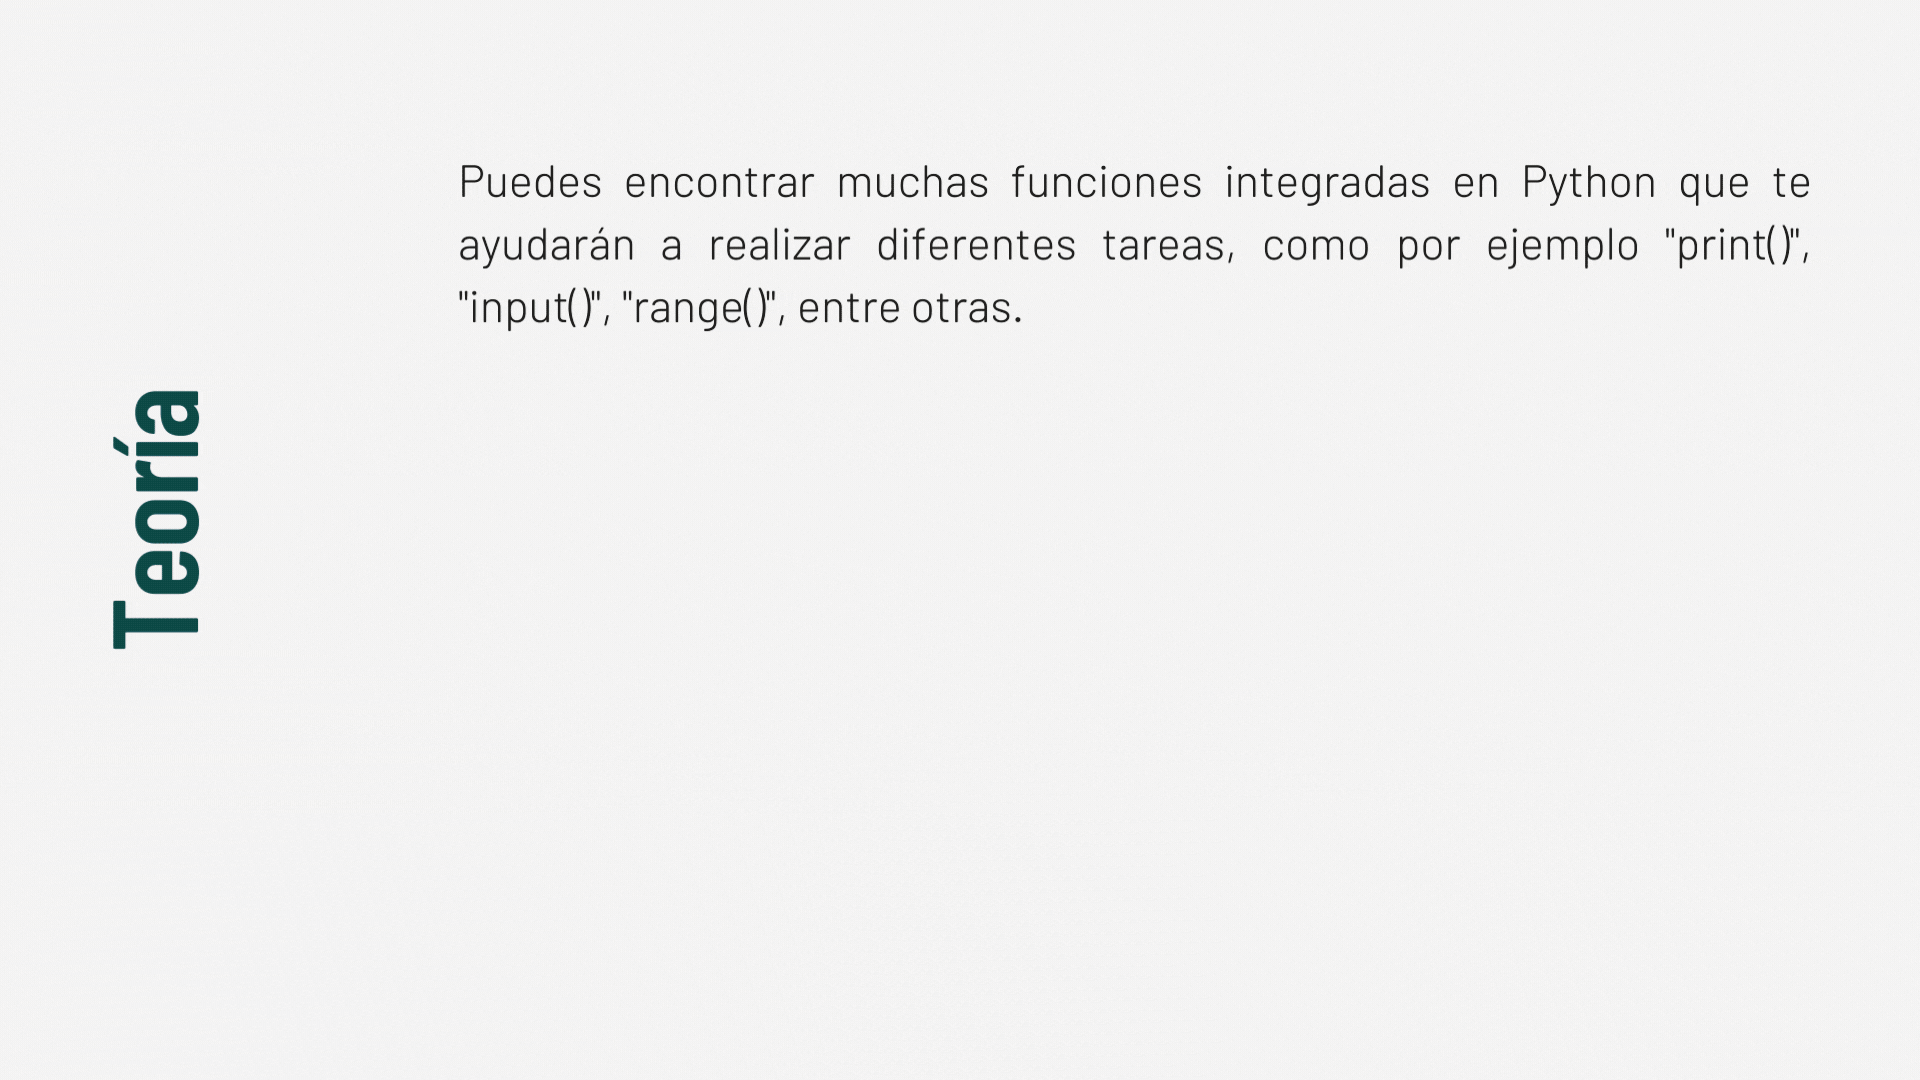 Teoría
Puedes encontrar muchas funciones integradas en Python que te
ayudarán a realizar diferentes tareas, como por ejemplo "print()",
"input()", "range()", entre otras.